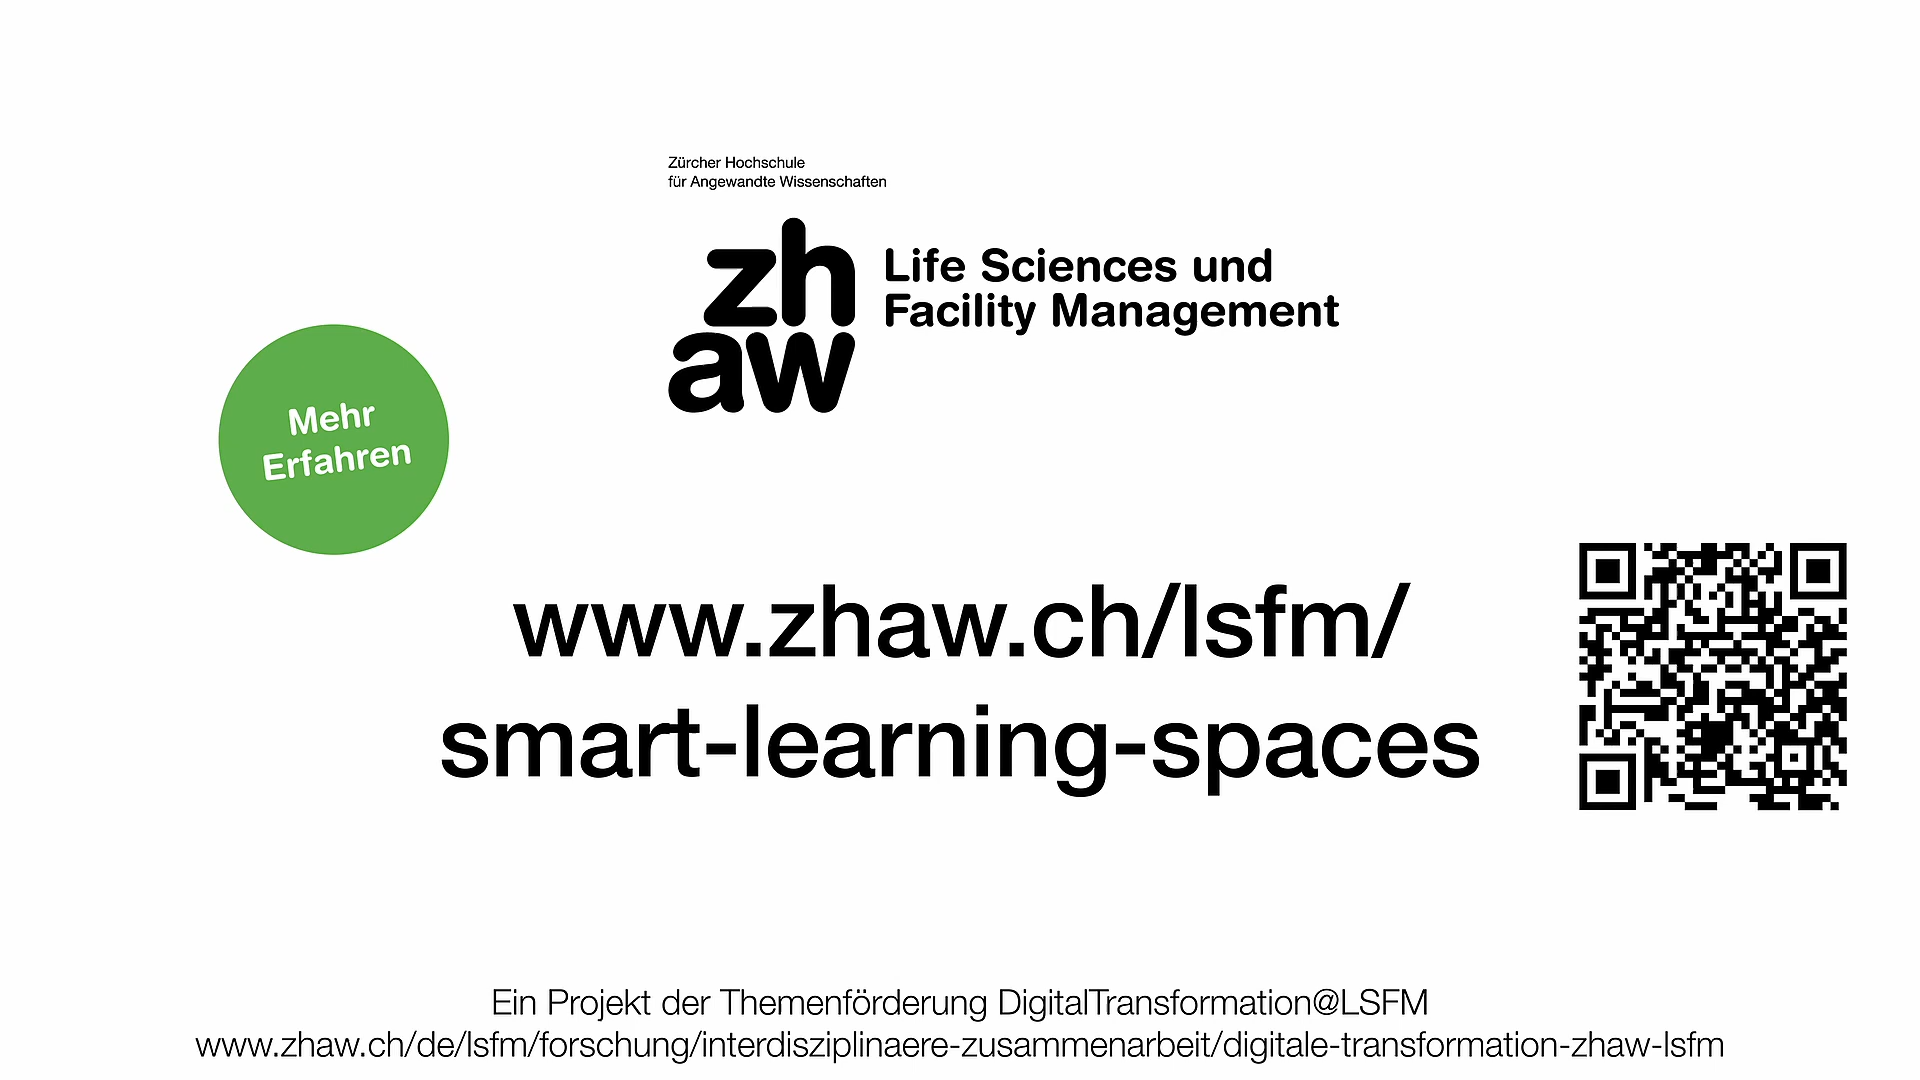 Zürcher Hochschule
für Angewandte Wissenschaften
zh
aw
Life Sciences und
Facility Management
Mehr
Erfahren
www.zhaw.ch/lsfm/
smart-learning-spaces
Ein Projekt der Themenförderung DigitalTransformation@LSFM
www.zhaw.ch/de/lsfm/forschung/interdisziplinaere-zusammenarbeit/digitale-transformation-zhaw-lsfm